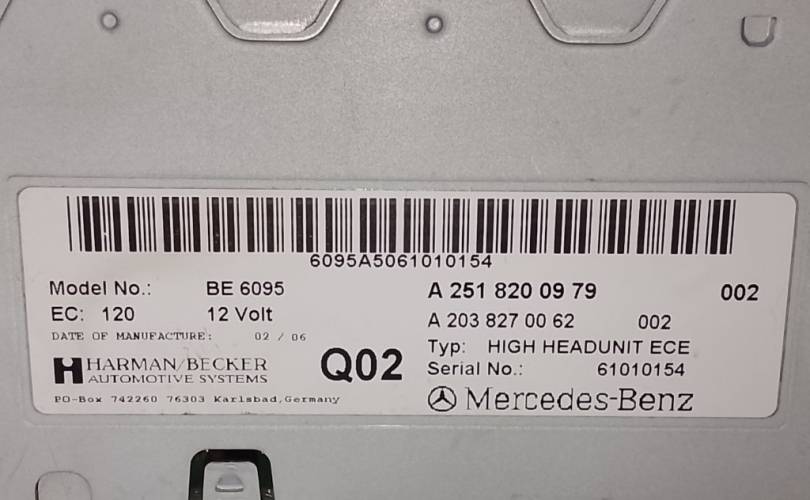 6095A5061010154
Model No.: BE 6095
EC: 120 12 Volt
DATE OF MANUFACTURE: 02 / 06
HARMAN/BECKER
AUTOMOTIVE SYSTEMS
Q02
PO-Box 742260 76303 Karlsbad,Germany
A 251 820 09 79 002
A 203 827 00 62 002
Typ: HIGH HEADUNIT ECE
Serial No.: 61010154
Mercedes-Benz